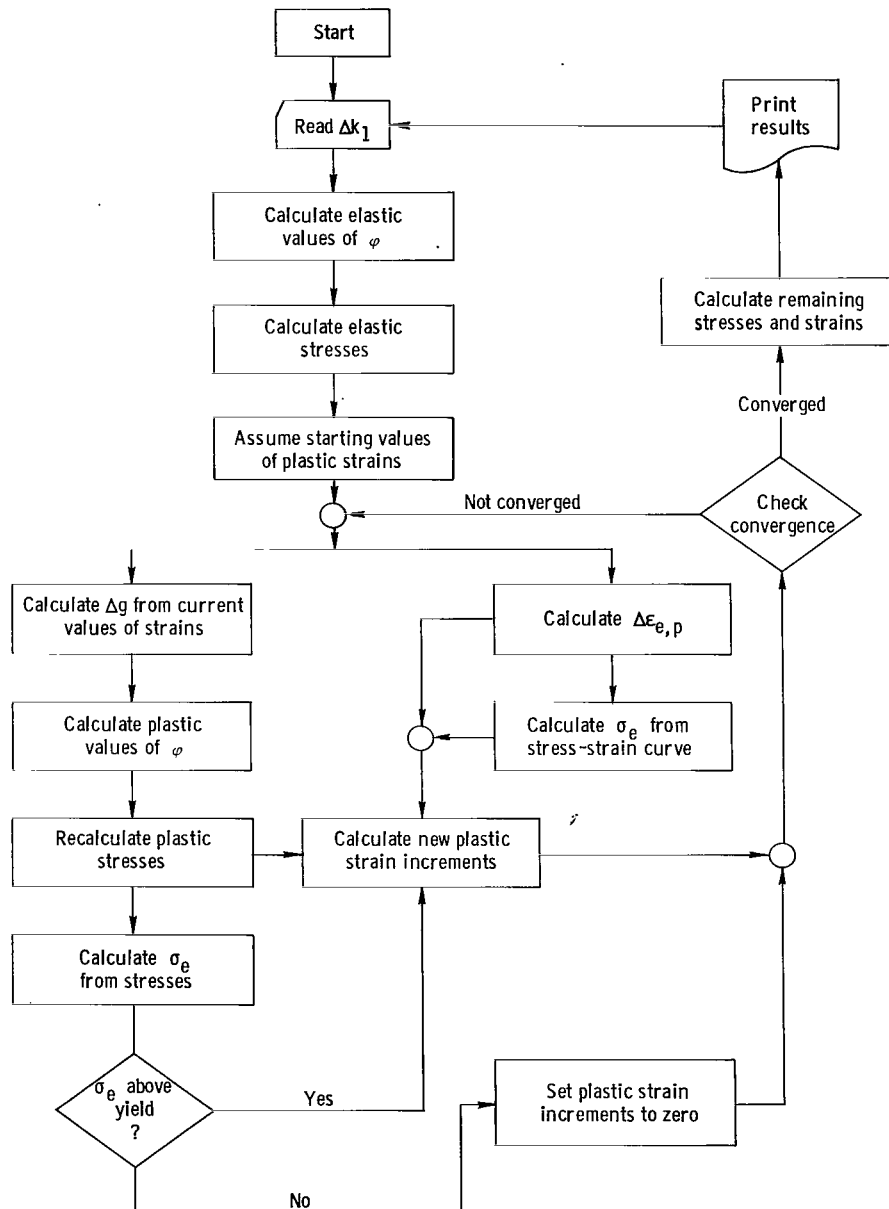 Start
Read Δk1
Print
results
Calculate elastic
values of φ
Calculate elastic
stresses
Calculate remaining
stresses and strains
Converged
Assume starting values
of plastic strains
Not converged
Check
convergence
Calculate Δg from current
values of strains
Calculate Δεe,p
Calculate plastic
values of φ
Calculate σe from
stress-strain curve
Recalculate plastic
stresses
Calculate new plastic
strain increments
Calculate σe
from stresses
σe above
yield
?
Yes
Set plastic strain
increments to zero
No